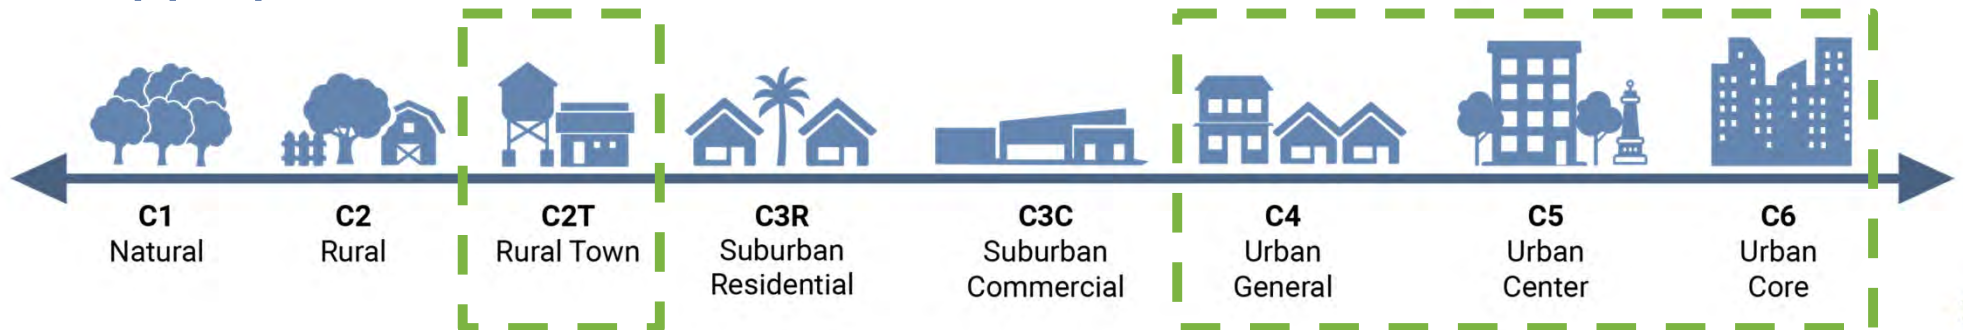 C1
Natural
C2
Rural
C2T
Rural Town
C3R
Suburban
Residential
C3C
Suburban
Commercial
C4
Urban
General
C5
Urban
Center
C6
Urban
Core